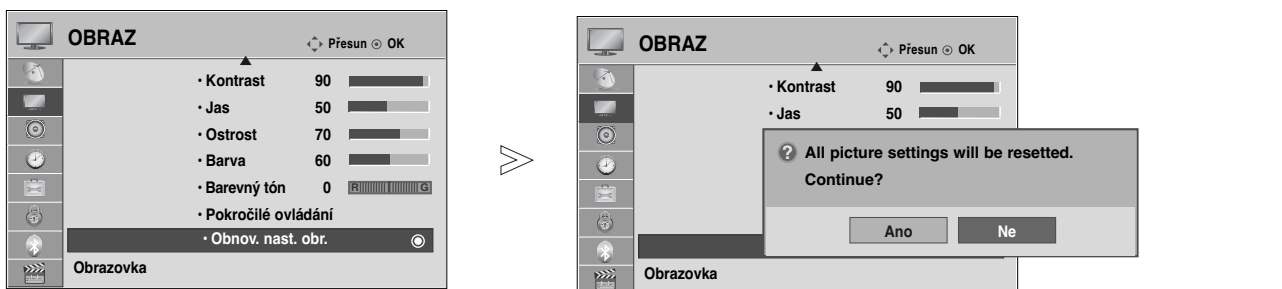 OBRAZ Přesun OK
• Kontrast 90
• Jas 50
• Ostrost 70
• Barva 60
• Barevný tón 0 R G
• Pokročilé ovládání
• Obnov. nast. obr.
Obrazovka
>
OBRAZ Přesun OK
• Kontrast 90
• Jas 50
? All picture settings will be resetted.
Continue?
Ano Ne
Obrazovka